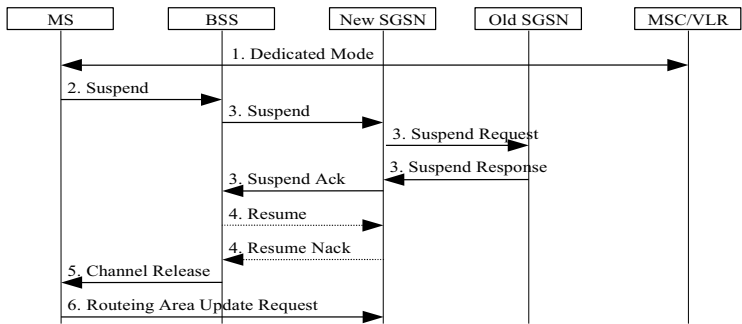 MS
BSS
New SGSN
Old SGSN
MSC/VLR
1. Dedicated Mode
2. Suspend
3. Suspend
3. Suspend Request
3. Suspend Response
3. Suspend Ack
4. Resume
4. Resume Nack
5. Channel Release
6. Routeing Area Update Request